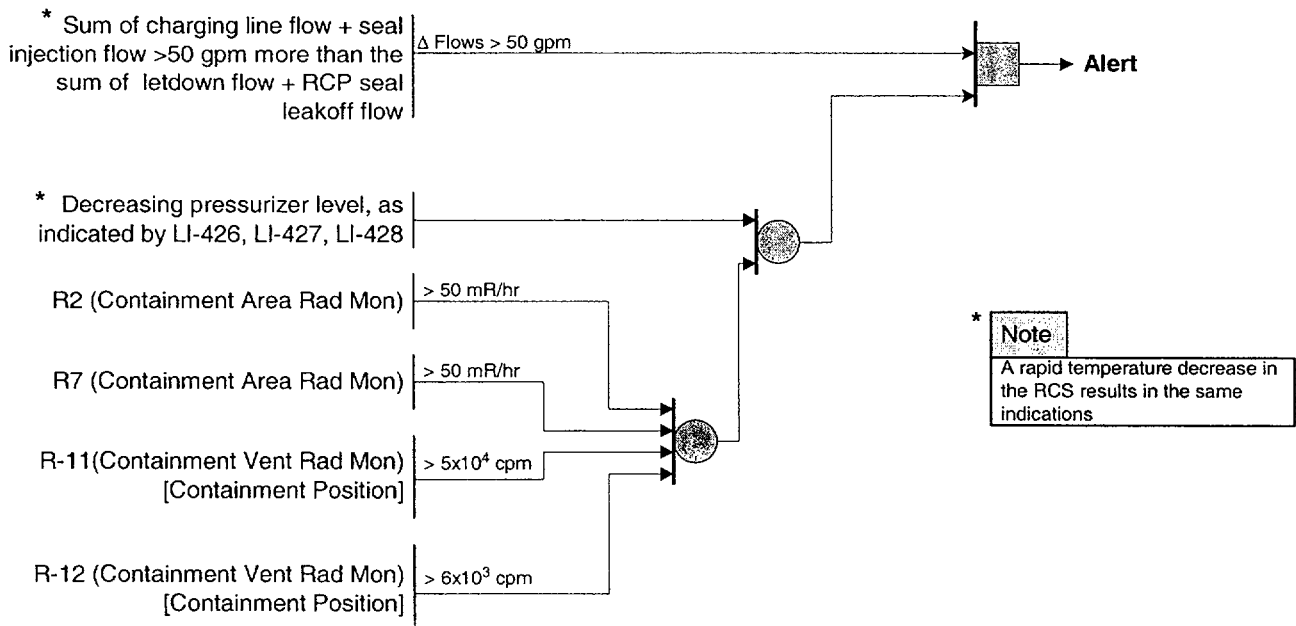 * Sum of charging line flow + seal
injection flow >50 gpm more than the
sum of letdown flow + RCP seal
leakoff flow
Δ Flows > 50 gpm
Alert
* Decreasing pressurizer level, as
indicated by LI-426, LI-427, LI-428
R2 (Containment Area Rad Mon)
> 50 mR/hr
* Note
A rapid temperature decrease in
the RCS results in the same
indications
R7 (Containment Area Rad Mon)
> 50 mR/hr
R-11(Containment Vent Rad Mon)
[Containment Position]
> 5x10⁴ cpm
R-12 (Containment Vent Rad Mon)
[Containment Position]
> 6x10³ cpm